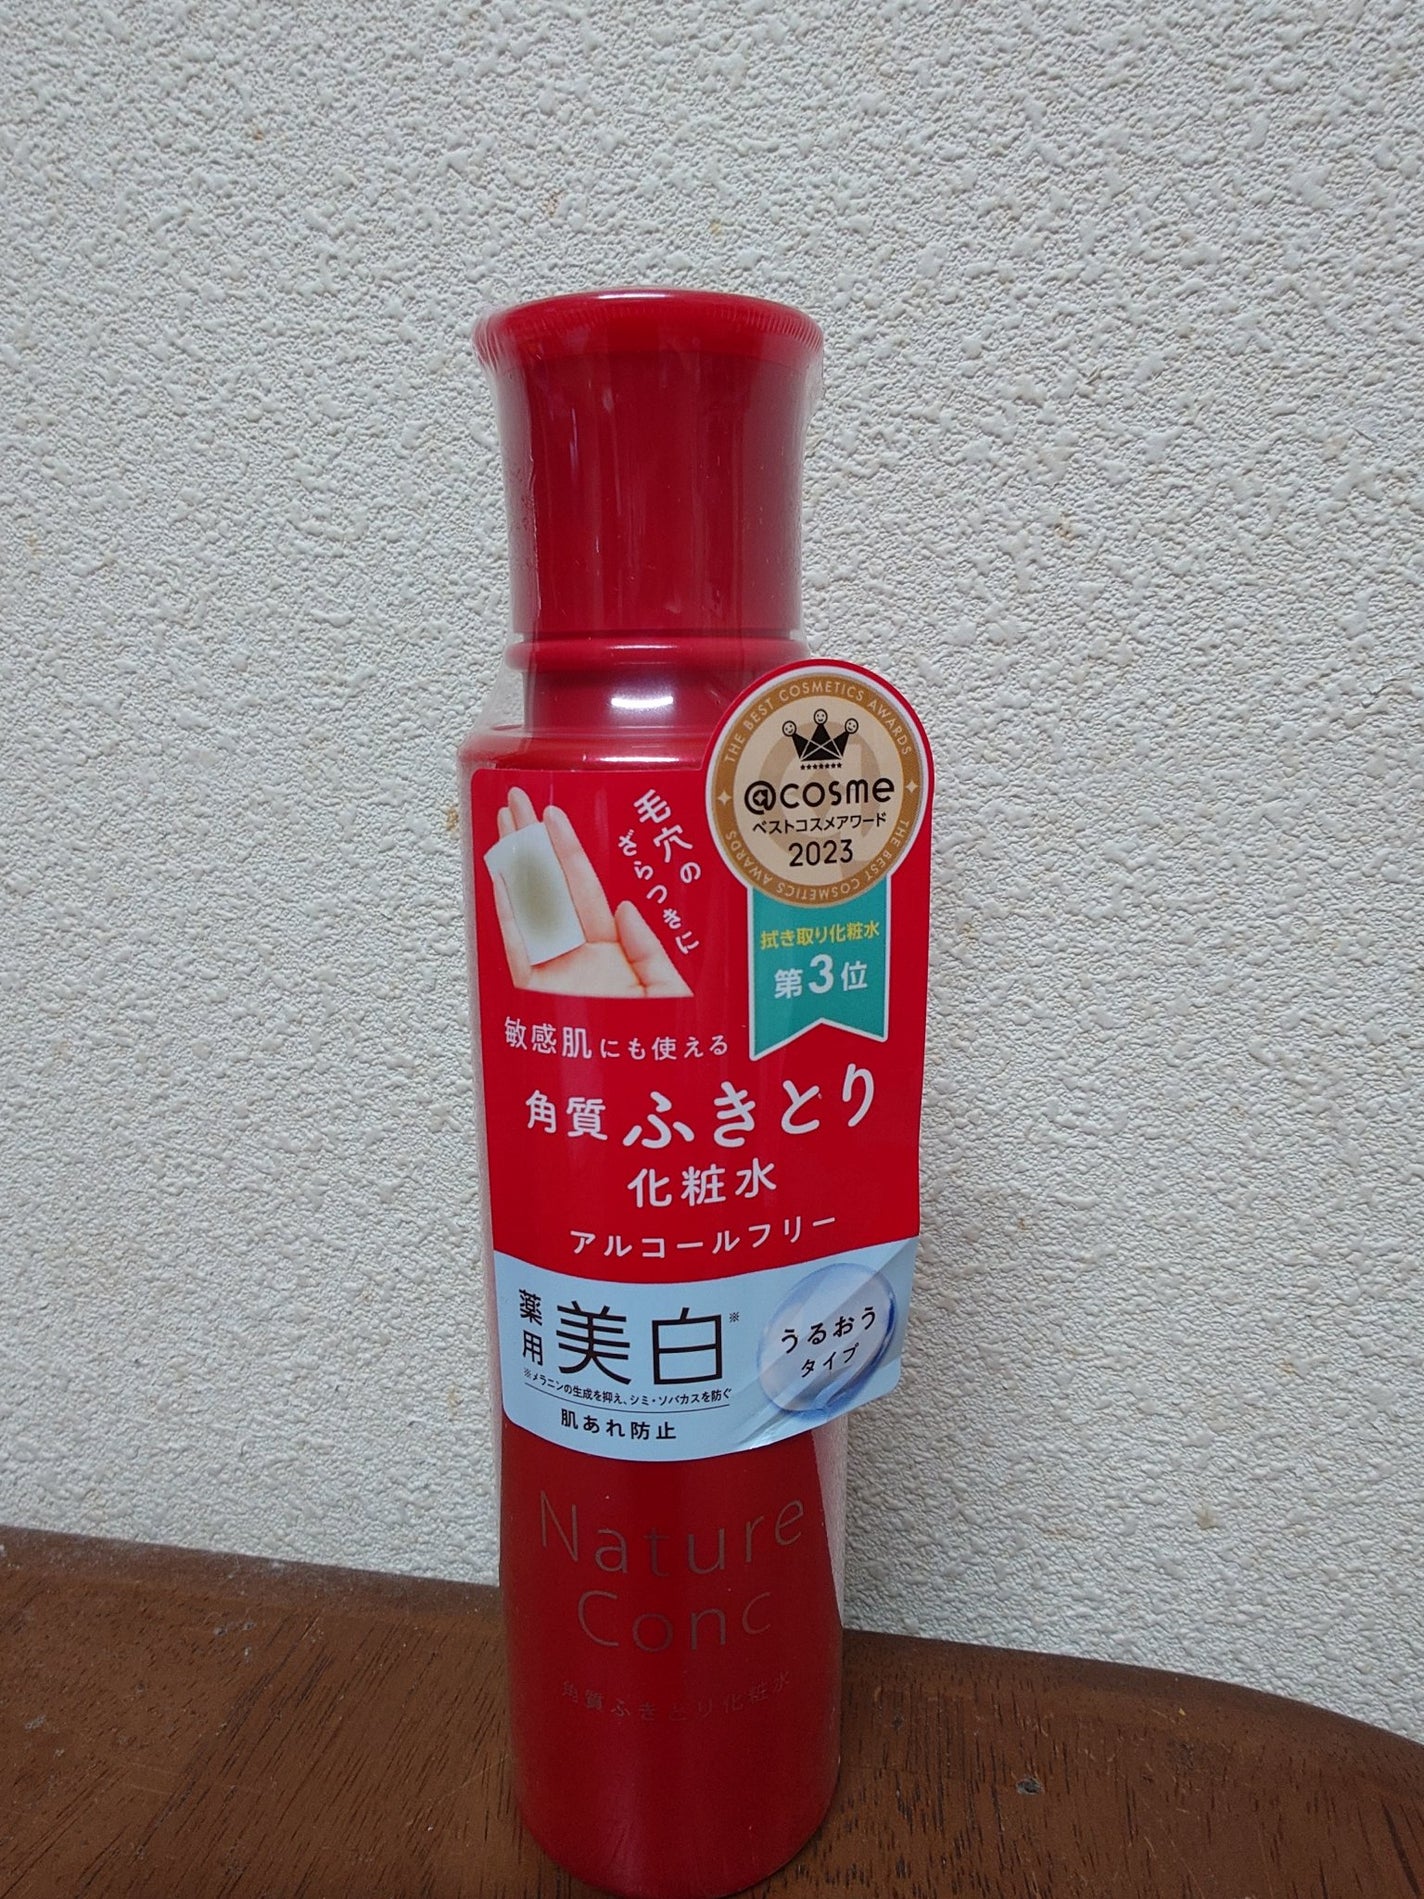 THE BEST COSMETICS AWARDS
@cosme
ベストコスメアワード
2023
THE BEST COSMETICS AWARDS
拭き取り化粧水
第3位
毛穴の
ざらつきに
敏感肌にも使える
角質ふきとり
化粧水
アルコールフリー
薬用
美白※
※メラニンの生成を抑え、シミ・ソバカスを防ぐ
肌あれ防止
うるおう
タイプ
Nature
Conc
角質ふきとり化粧水